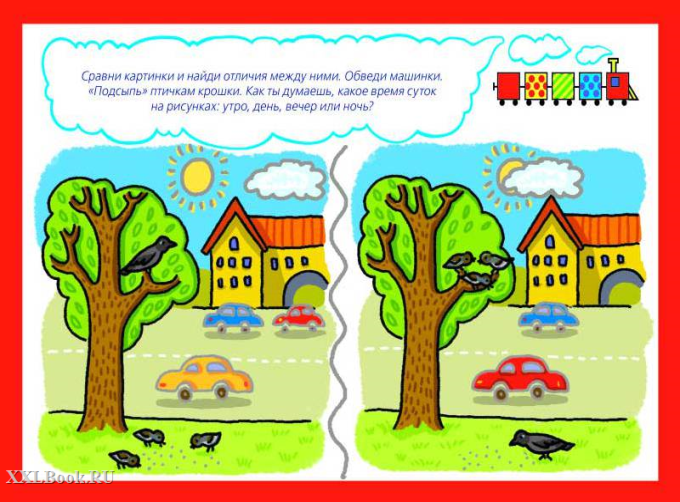 Сравни картинки и найди отличия между ними. Обведи машинки.
«Подсыпь» птичкам крошки. Как ты думаешь, какое время суток
на рисунках: утро, день, вечер или ночь?
XXLBook.RU